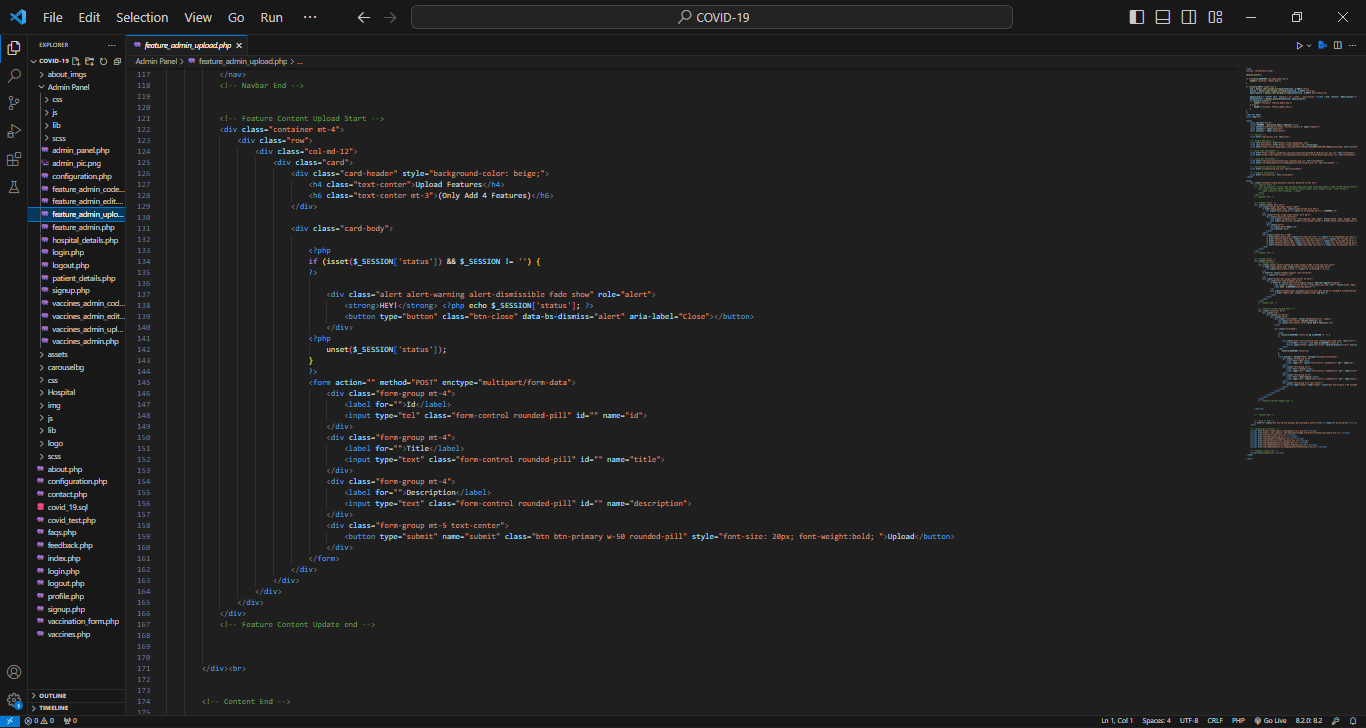 File Edit Selection View Go Run ···
COVID-19
EXPLORER ···
COVID-19
about_imgs
Admin Panel
css
js
lib
scss
admin_panel.php
admin_pic.png
configuration.php
feature_admin_code...
feature_admin_edit....
feature_admin_uplo...
feature_admin.php
hospital_details.php
login.php
logout.php
patient_details.php
signup.php
vaccines_admin_cod...
vaccines_admin_edit...
vaccines_admin_upl...
vaccines_admin.php
assets
carouselbg
css
Hospital
img
js
lib
logo
scss
about.php
configuration.php
contact.php
covid_19.sql
covid_test.php
faqs.php
feedback.php
index.php
login.php
logout.php
profile.php
signup.php
vaccination_form.php
vaccines.php
OUTLINE
TIMELINE
feature_admin_upload.php ×
Admin Panel > feature_admin_upload.php > ...
117 </nav>
118 <!-- Navbar End -->
119
120
121 <!-- Feature Content Upload Start -->
122 <div class="container mt-4">
123 <div class="row">
124 <div class="col-md-12">
125 <div class="card">
126 <div class="card-header" style="background-color: beige;">
127 <h4 class="text-center">Upload Features</h4>
128 <h6 class="text-center mt-3">(Only Add 4 Features)</h6>
129 </div>
130
131 <div class="card-body">
132
133 <?php
134 if (isset($_SESSION['status']) && $_SESSION != '') {
135 ?>
136
137 <div class="alert alert-warning alert-dismissible fade show" role="alert">
138 <strong>HEY!</strong> <?php echo $_SESSION['status']; ?>
139 <button type="button" class="btn-close" data-bs-dismiss="alert" aria-label="Close"></button>
140 </div>
141 <?php
142 unset($_SESSION['status']);
143 }
144 ?>
145 <form action="" method="POST" enctype="multipart/form-data">
146 <div class="form-group mt-4">
147 <label for="">Id</label>
148 <input type="tel" class="form-control rounded-pill" id="" name="id">
149 </div>
150 <div class="form-group mt-4">
151 <label for="">Title</label>
152 <input type="text" class="form-control rounded-pill" id="" name="title">
153 </div>
154 <div class="form-group mt-4">
155 <label for="">Description</label>
156 <input type="text" class="form-control rounded-pill" id="" name="description">
157 </div>
158 <div class="form-group mt-5 text-center">
159 <button type="submit" name="submit" class="btn btn-primary w-50 rounded-pill" style="font-size: 20px; font-weight:bold; ">Upload</button>
160 </div>
161 </form>
162 </div>
163 </div>
164 </div>
165 </div>
166 </div>
167 <!-- Feature Content Update end -->
168
169
170
171 </div><br>
172
173
174 <!-- Content End -->
175
0 0 0 Ln 1, Col 1 Spaces: 4 UTF-8 CRLF PHP Go Live 8.2.0: 8.2